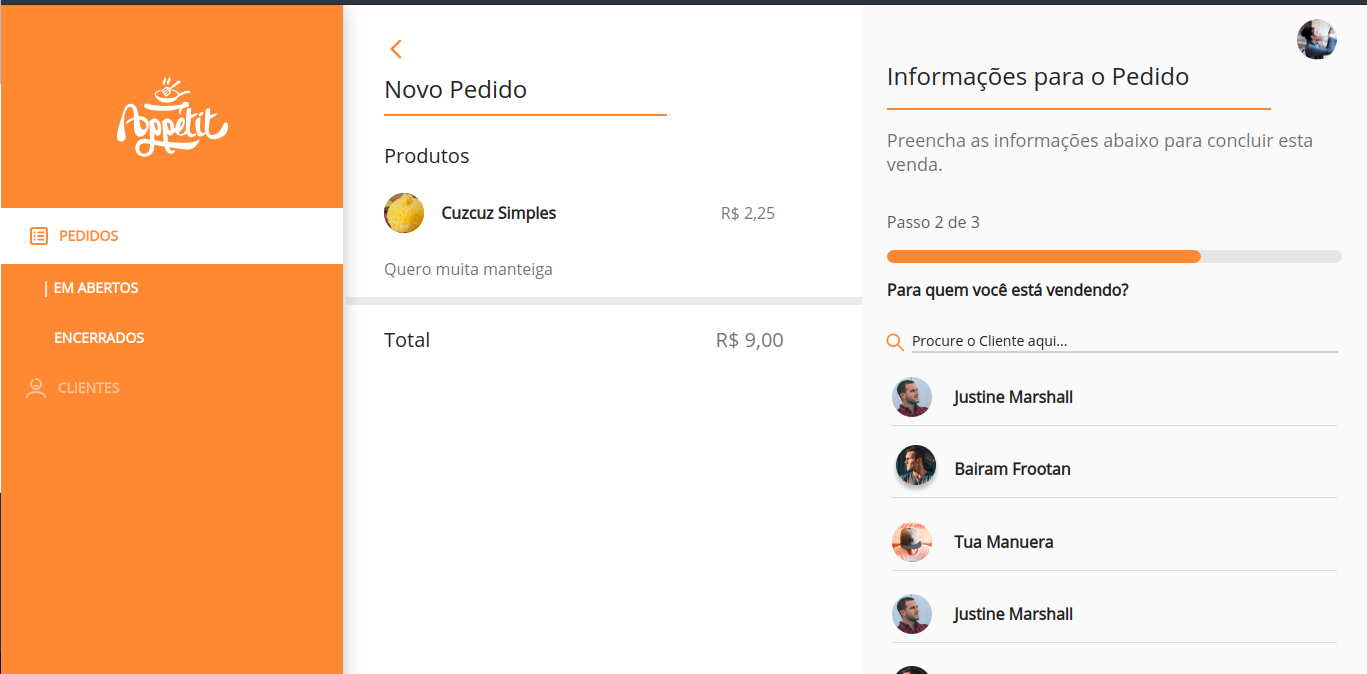 Appetit
PEDIDOS
| EM ABERTOS
ENCERRADOS
CLIENTES
Novo Pedido
Produtos
Cuzcuz Simples R$ 2,25
Quero muita manteiga
Total R$ 9,00
Informações para o Pedido
Preencha as informações abaixo para concluir esta
venda.
Passo 2 de 3
Para quem você está vendendo?
Procure o Cliente aqui...
Justine Marshall
Bairam Frootan
Tua Manuera
Justine Marshall